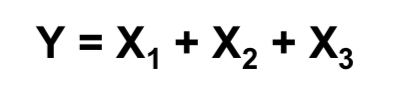 Y = X₁ + X₂ + X₃